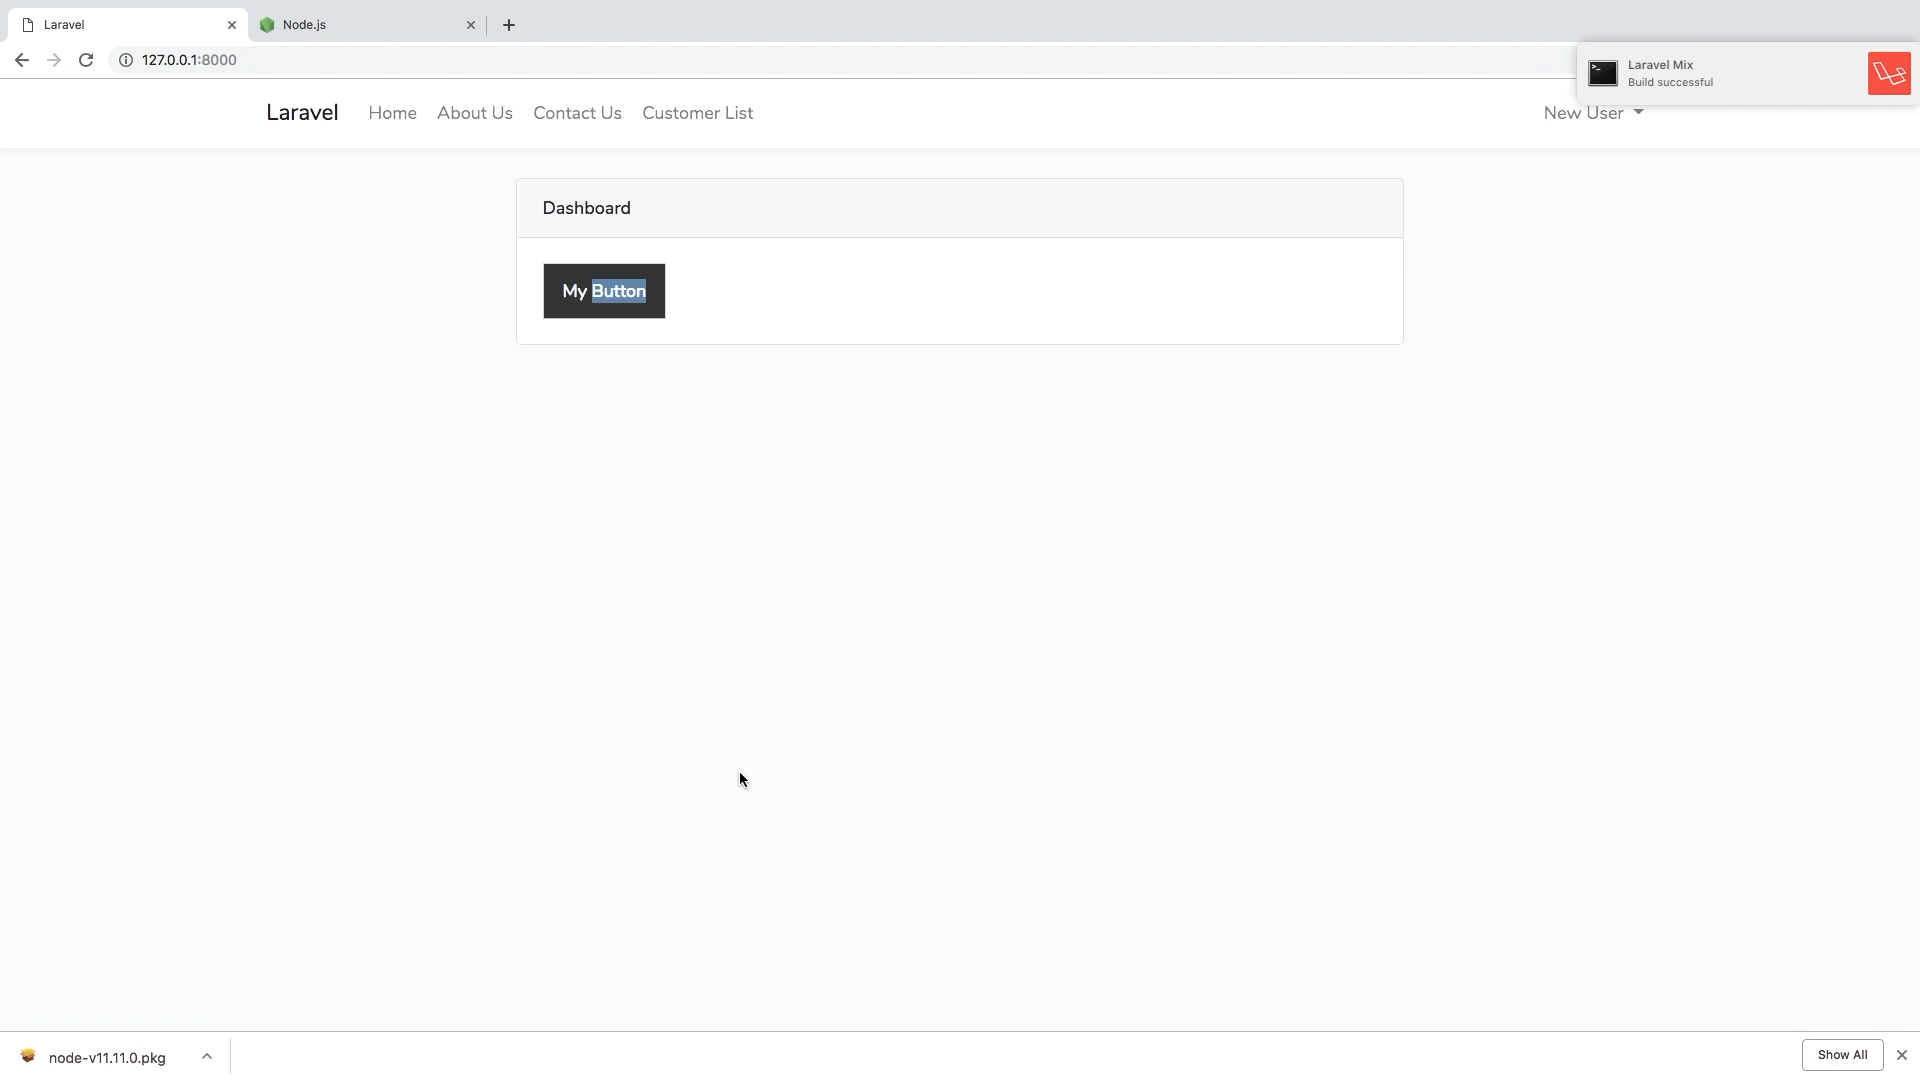 Laravel
Node.js
127.0.0.1:8000
Laravel Mix
Build successful
Laravel Home About Us Contact Us Customer List New User
Dashboard
My Button
node-v11.11.0.pkg
Show All